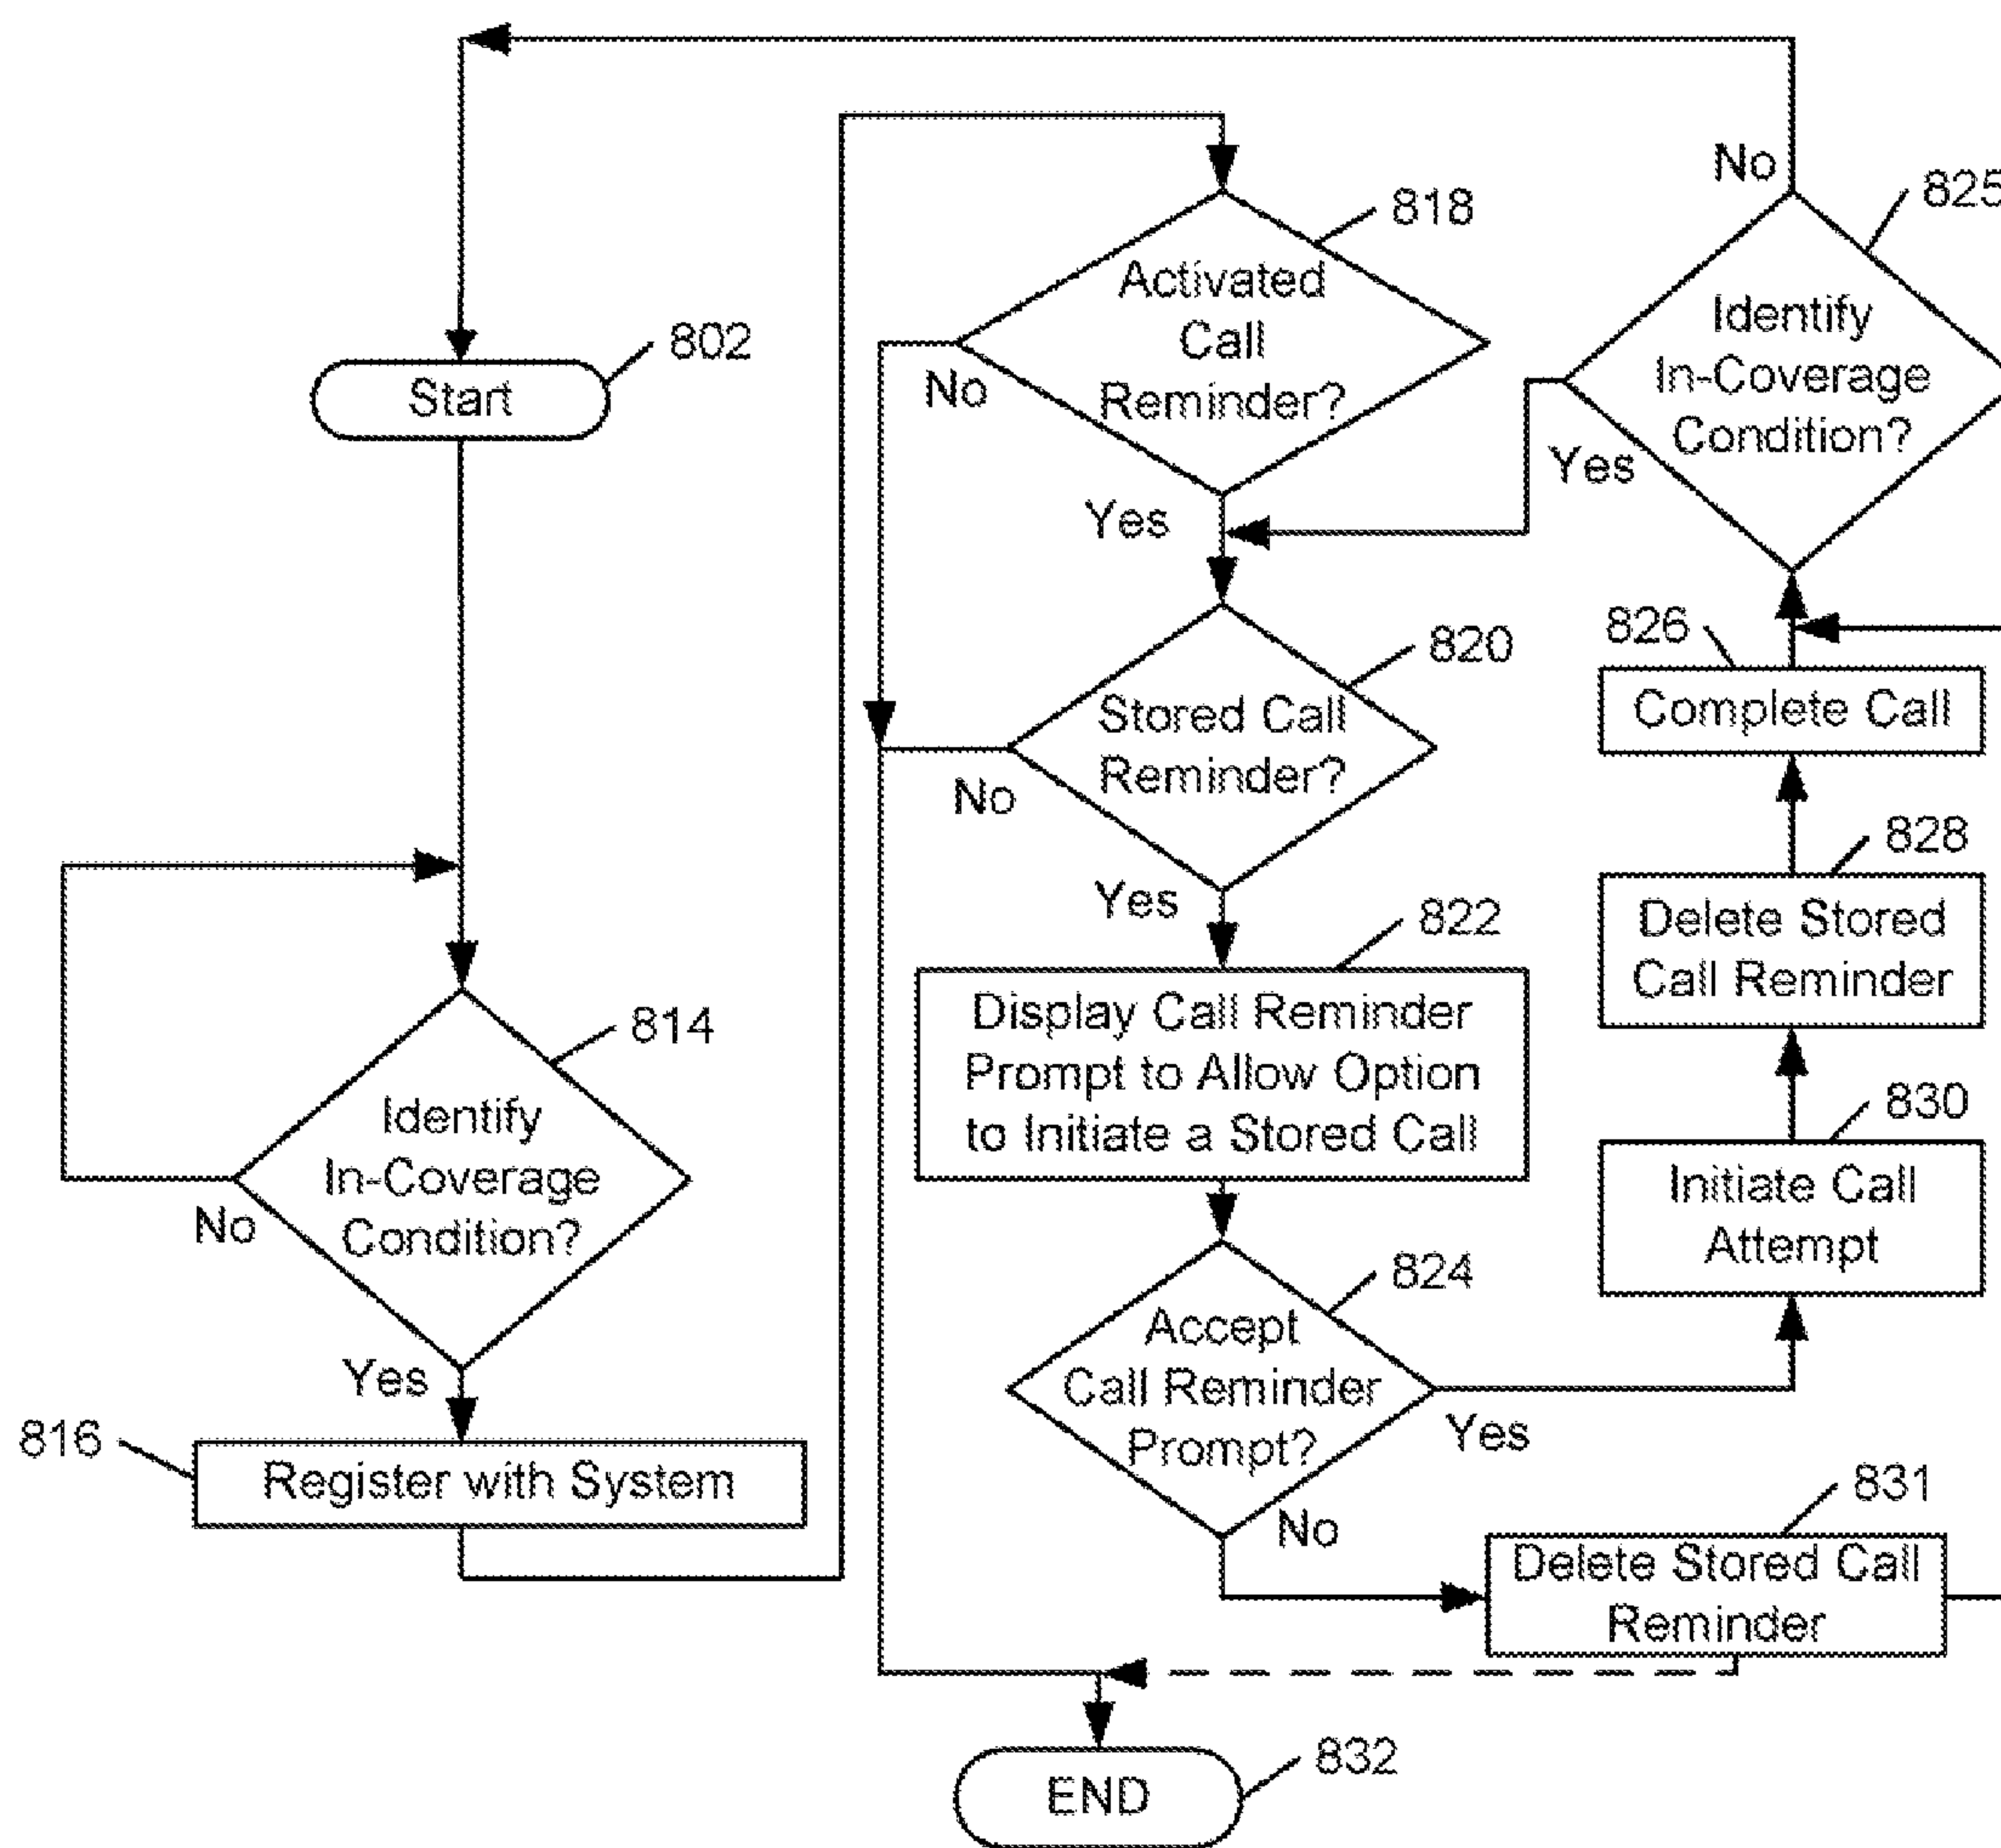 802
Start
814
Identify
In-Coverage
Condition?
No
Yes
816
Register with System
818
Activated
Call
Reminder?
No
Yes
820
Stored Call
Reminder?
No
Yes
822
Display Call Reminder
Prompt to Allow Option
to Initiate a Stored Call
824
Accept
Call Reminder
Prompt?
Yes
No
831
Delete Stored Call
Reminder
830
Initiate Call
Attempt
828
Delete Stored
Call Reminder
826
Complete Call
825
Identify
In-Coverage
Condition?
No
Yes
832
END